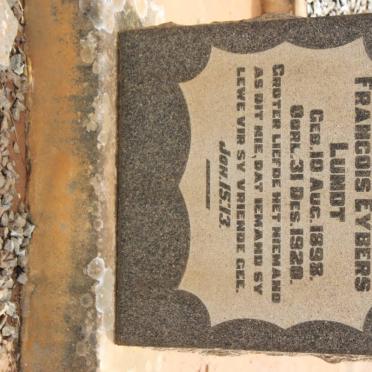 FRANCOIS EYBERS
LUNDT
GEB. 10 AUG. 1898.
OORL. 31 DES. 1920.
GROTER LIEFDE HET NIEMAND
AS DIT NIE, DAT IEMAND SY
LEWE VIR SY VRIENDE GEE.
JOH. 15:13.